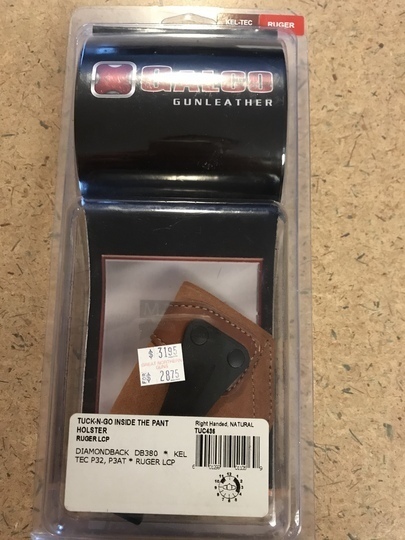 KEL-TEC RUGER
GALCO
GUNLEATHER
$ 31.95
$ 28.75
TUCK-N-GO INSIDE THE PANT
HOLSTER
RUGER LCP
Right Handed, NATURAL
TUC436
DIAMONDBACK DB380 * KEL
TEC P32, P3AT * RUGER LCP